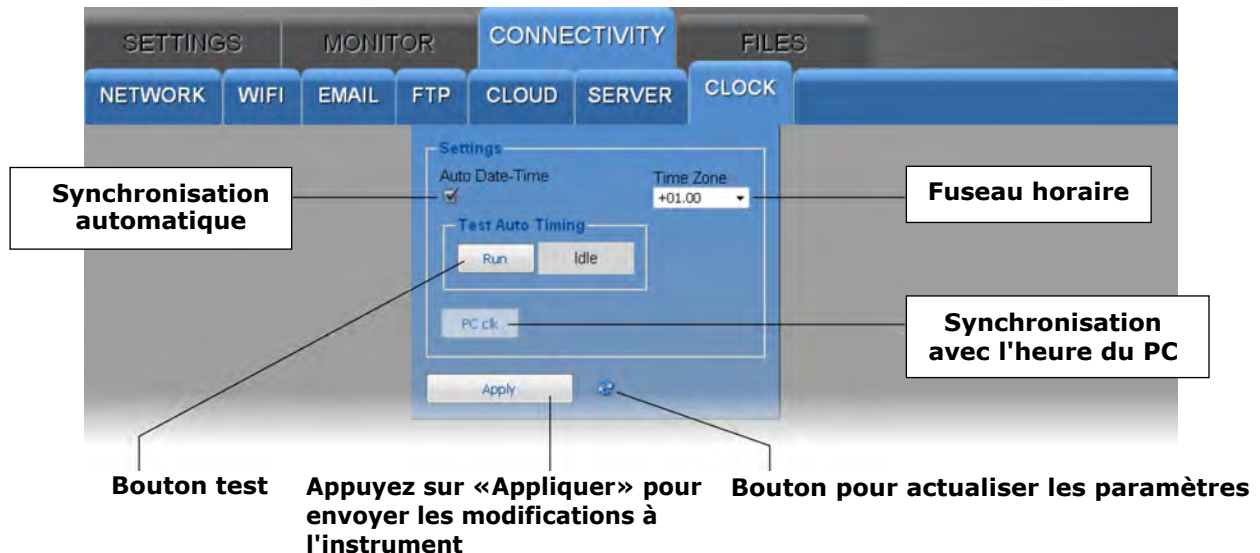 SETTINGS MONITOR CONNECTIVITY FILES
NETWORK WIFI EMAIL FTP CLOUD SERVER CLOCK
Settings
Auto Date-Time
Time Zone
+01.00
Test Auto Timing
Run Idle
PC clk
Apply
Synchronisation
automatique
Fuseau horaire
Synchronisation
avec l'heure du PC
Bouton test
Appuyez sur «Appliquer» pour
envoyer les modifications à
l'instrument
Bouton pour actualiser les paramètres